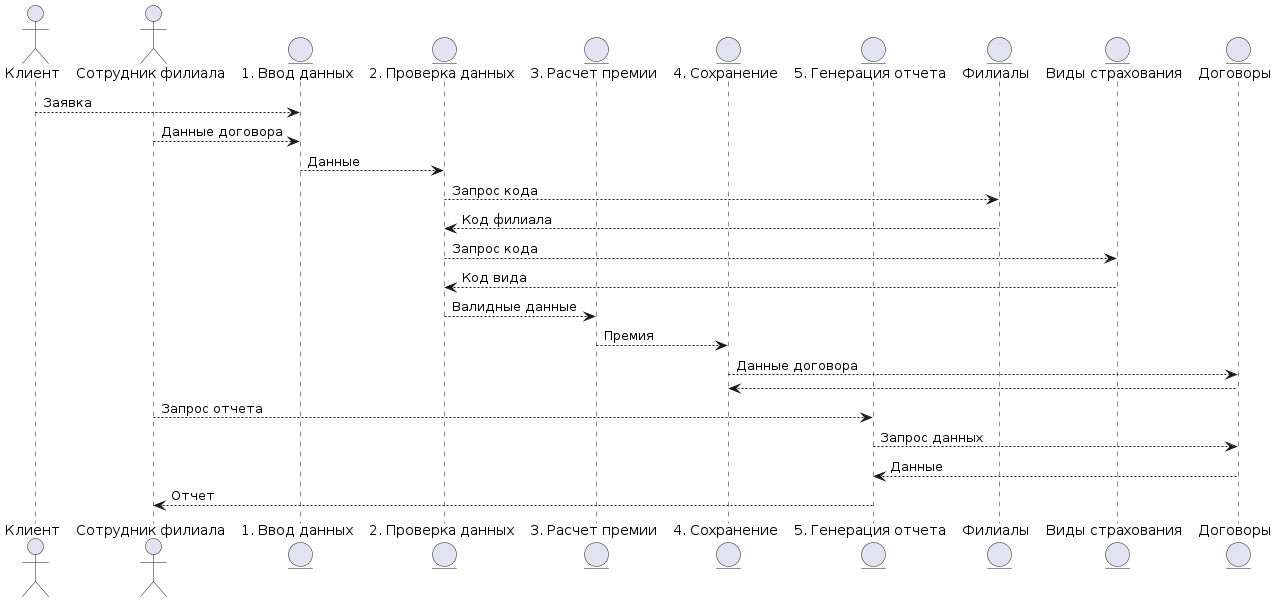 Клиент
Сотрудник филиала
1. Ввод данных
2. Проверка данных
3. Расчет премии
4. Сохранение
5. Генерация отчета
Филиалы
Виды страхования
Договоры
Заявка
Данные договора
Данные
Запрос кода
Код филиала
Запрос кода
Код вида
Валидные данные
Премия
Данные договора
Запрос отчета
Запрос данных
Данные
Отчет
Клиент
Сотрудник филиала
1. Ввод данных
2. Проверка данных
3. Расчет премии
4. Сохранение
5. Генерация отчета
Филиалы
Виды страхования
Договоры